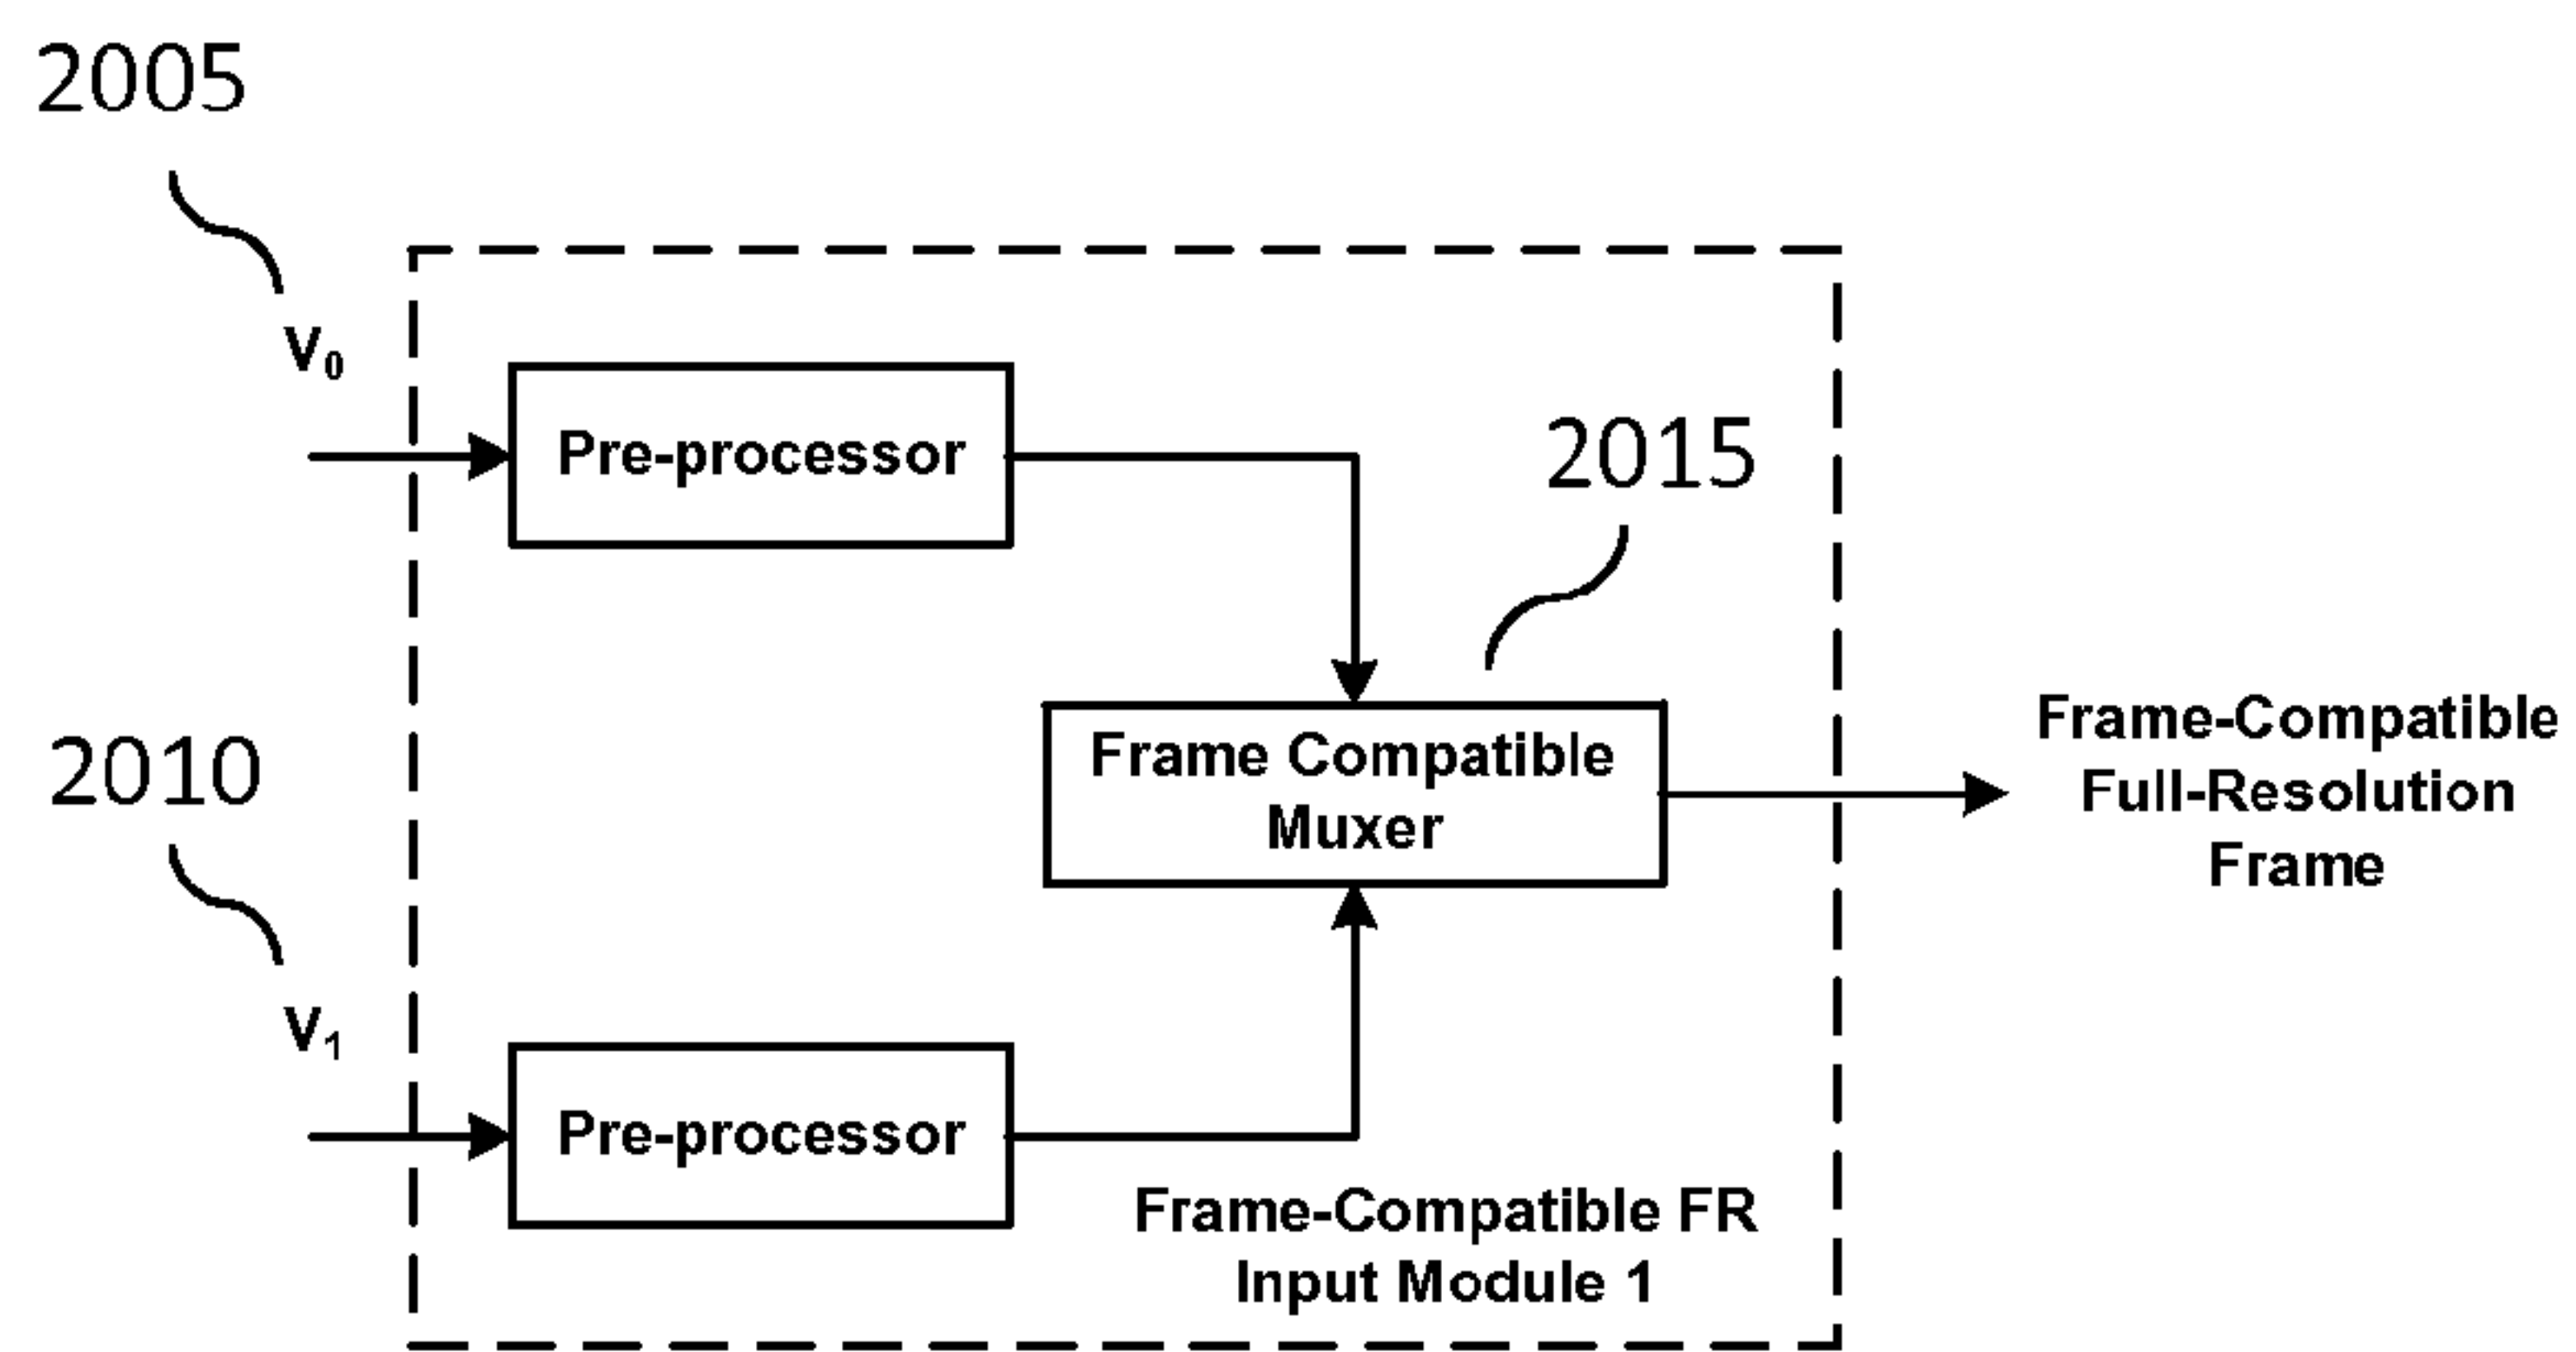 2005
V0
Pre-processor
2015
Frame Compatible
Muxer
Frame-Compatible
Full-Resolution
Frame
2010
V1
Pre-processor
Frame-Compatible FR
Input Module 1